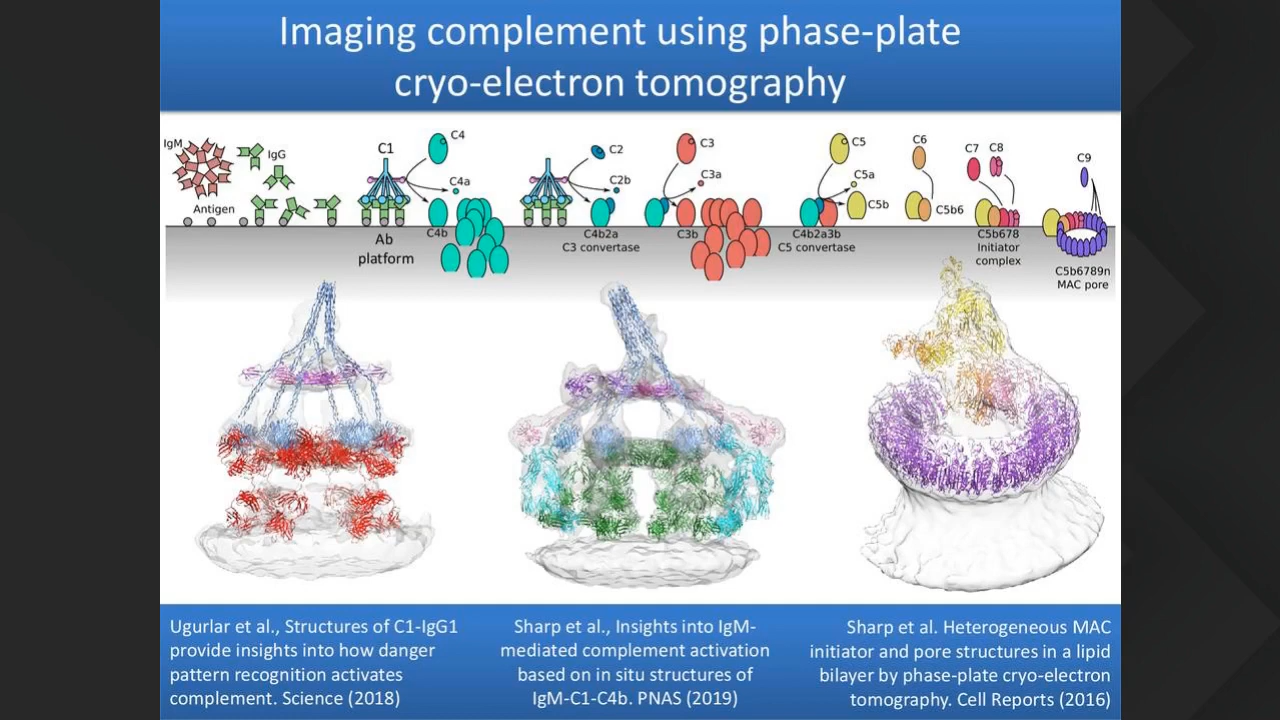 Imaging complement using phase-plate
cryo-electron tomography
IgM
IgG
Antigen
C1
Ab
platform
C4
C4a
C4b
C2
C2b
C4b2a
C3 convertase
C3
C3a
C3b
C4b2a3b
C5 convertase
C5
C5a
C5b
C6
C5b6
C7
C8
C5b678
Initiator
complex
C9
C5b6789n
MAC pore
Ugurlar et al., Structures of C1-IgG1
provide insights into how danger
pattern recognition activates
complement. Science (2018)
Sharp et al., Insights into IgM-
mediated complement activation
based on in situ structures of
IgM-C1-C4b. PNAS (2019)
Sharp et al. Heterogeneous MAC
initiator and pore structures in a lipid
bilayer by phase-plate cryo-electron
tomography. Cell Reports (2016)